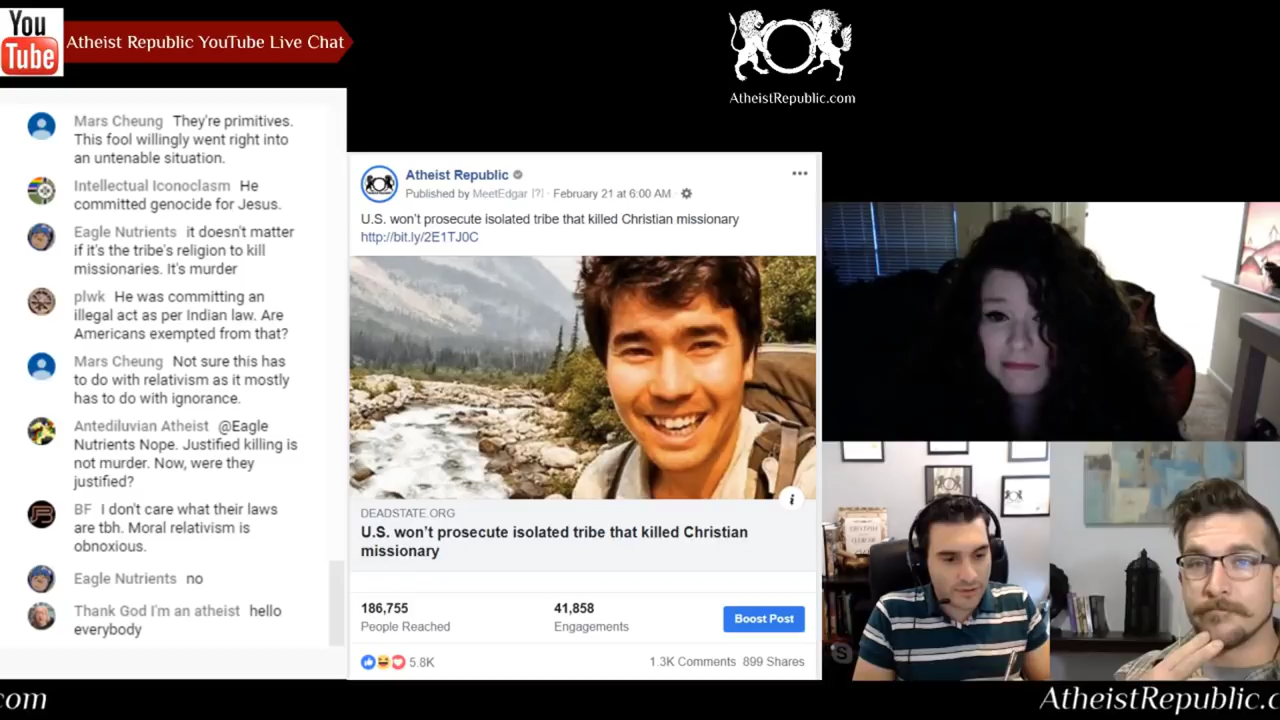 You
Tube
Atheist Republic YouTube Live Chat
AtheistRepublic.com
Mars Cheung They're primitives.
This fool willingly went right into
an untenable situation.
Intellectual Iconoclasm He
committed genocide for Jesus.
Eagle Nutrients it doesn't matter
if it's the tribe's religion to kill
missionaries. It's murder
plwk He was committing an
illegal act as per Indian law. Are
Americans exempted from that?
Mars Cheung Not sure this has
to do with relativism as it mostly
has to do with ignorance.
Antediluvian Atheist @Eagle
Nutrients Nope. Justified killing is
not murder. Now, were they
justified?
BF I don't care what their laws
are tbh. Moral relativism is
obnoxious.
Eagle Nutrients no
Thank God I'm an atheist hello
everybody
Atheist Republic
Published by MeetEdgar [?] · February 21 at 6:00 AM ·
U.S. won't prosecute isolated tribe that killed Christian missionary
http://bit.ly/2E1TJ0C
DEADSTATE.ORG
U.S. won't prosecute isolated tribe that killed Christian
missionary
186,755
People Reached
41,858
Engagements
Boost Post
5.8K
1.3K Comments 899 Shares
.com
AtheistRepublic.c